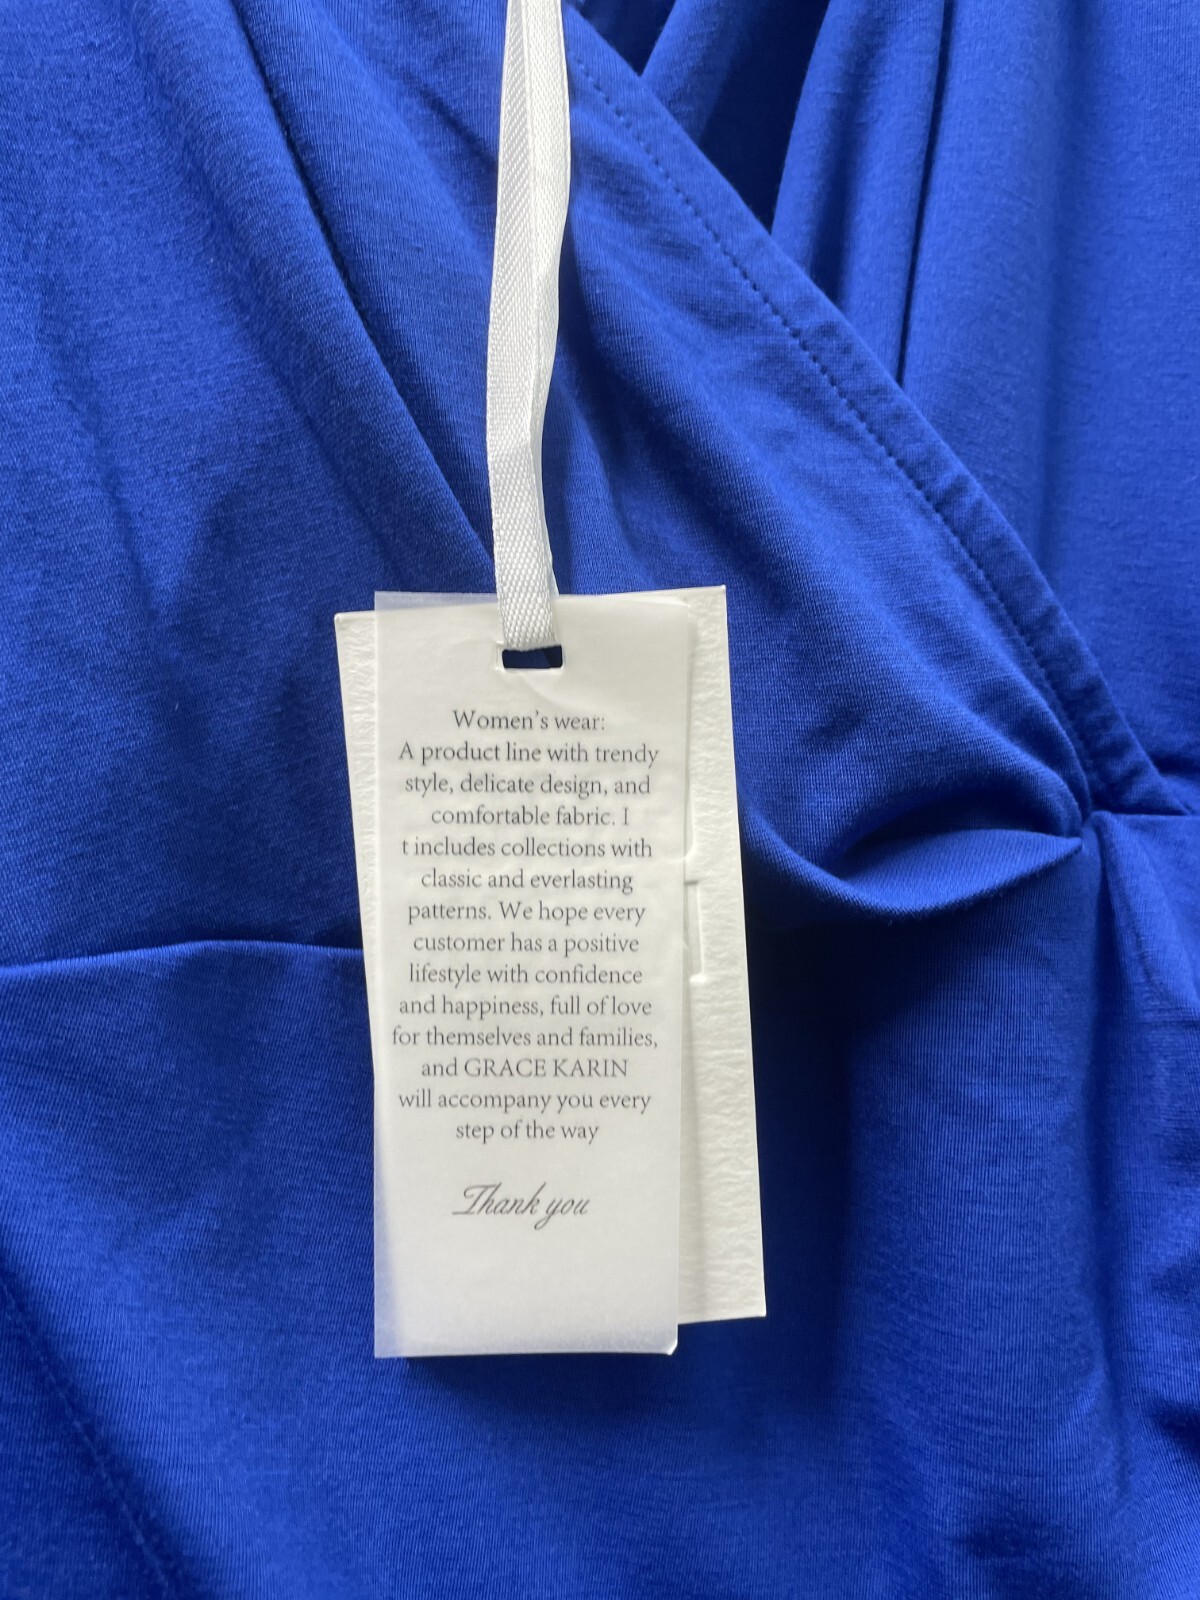 Women's wear:
A product line with trendy
style, delicate design, and
comfortable fabric. I
t includes collections with
classic and everlasting
patterns. We hope every
customer has a positive
lifestyle with confidence
and happiness, full of love
for themselves and families,
and GRACE KARIN
will accompany you every
step of the way
Thank you